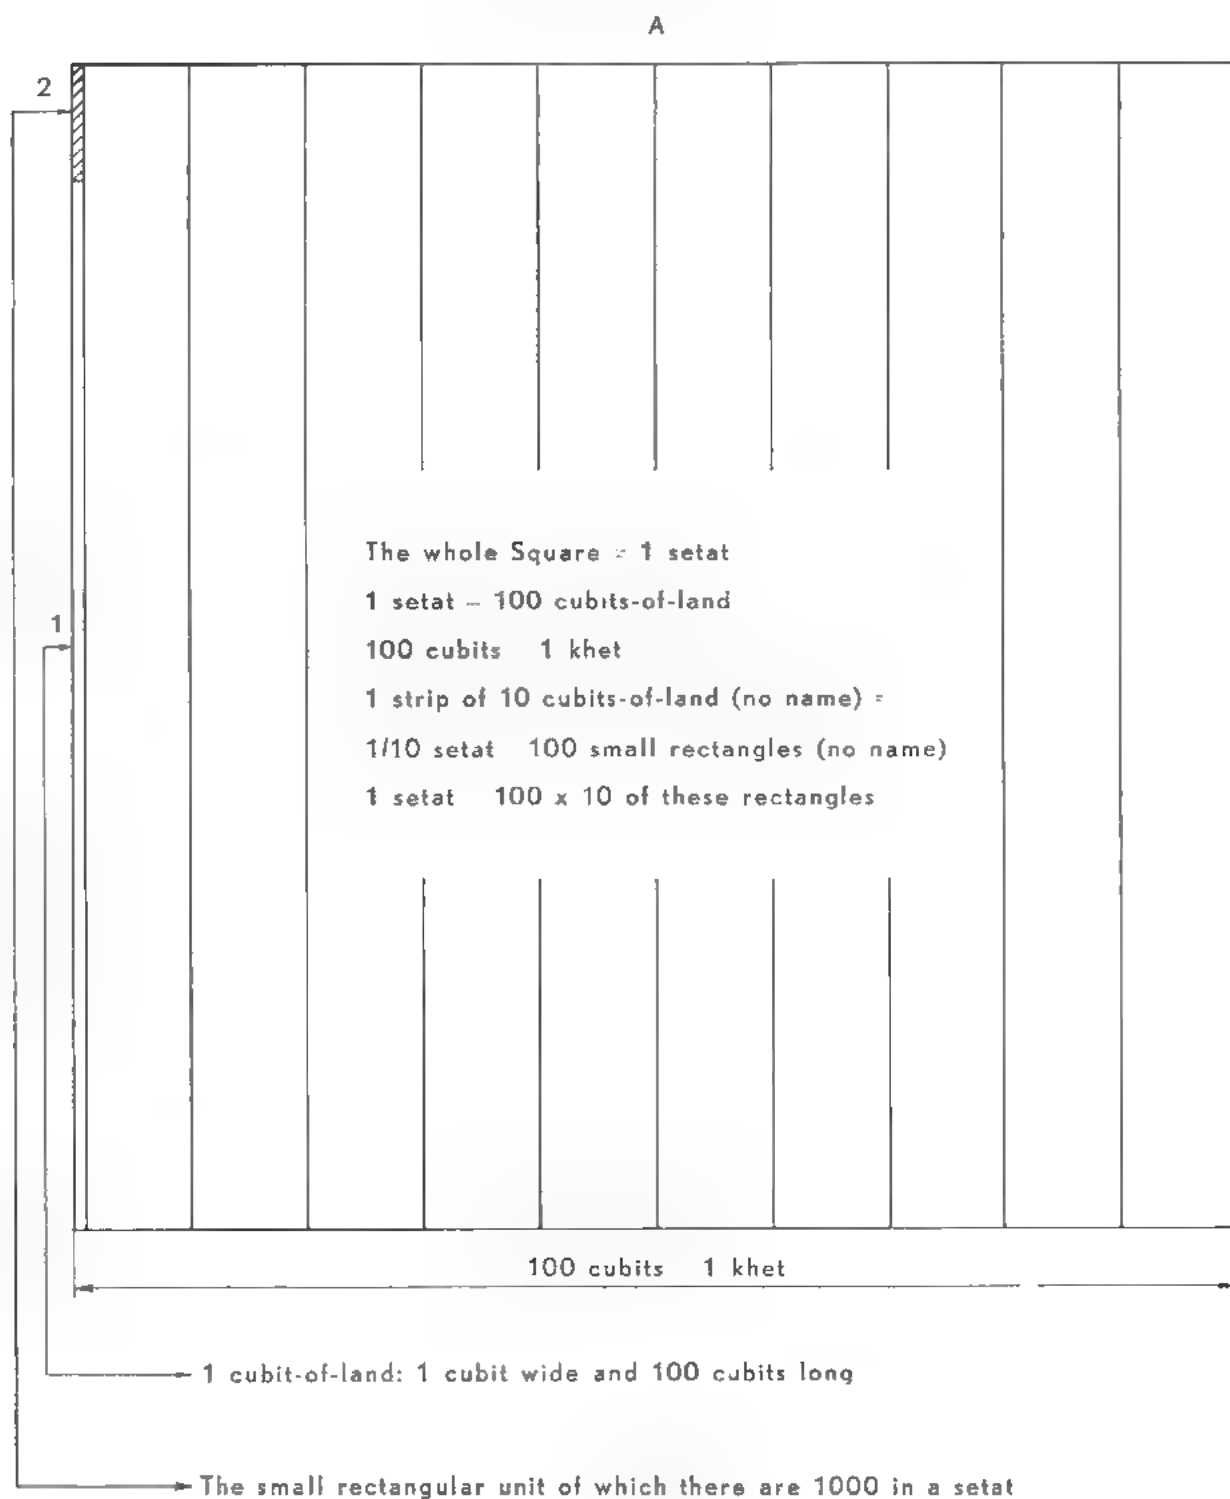 A
2
The whole Square = 1 setat
1 setat – 100 cubits-of-land
1
100 cubits 1 khet
1 strip of 10 cubits-of-land (no name) =
1/10 setat 100 small rectangles (no name)
1 setat 100 x 10 of these rectangles
100 cubits 1 khet
1 cubit-of-land: 1 cubit wide and 100 cubits long
The small rectangular unit of which there are 1000 in a setat